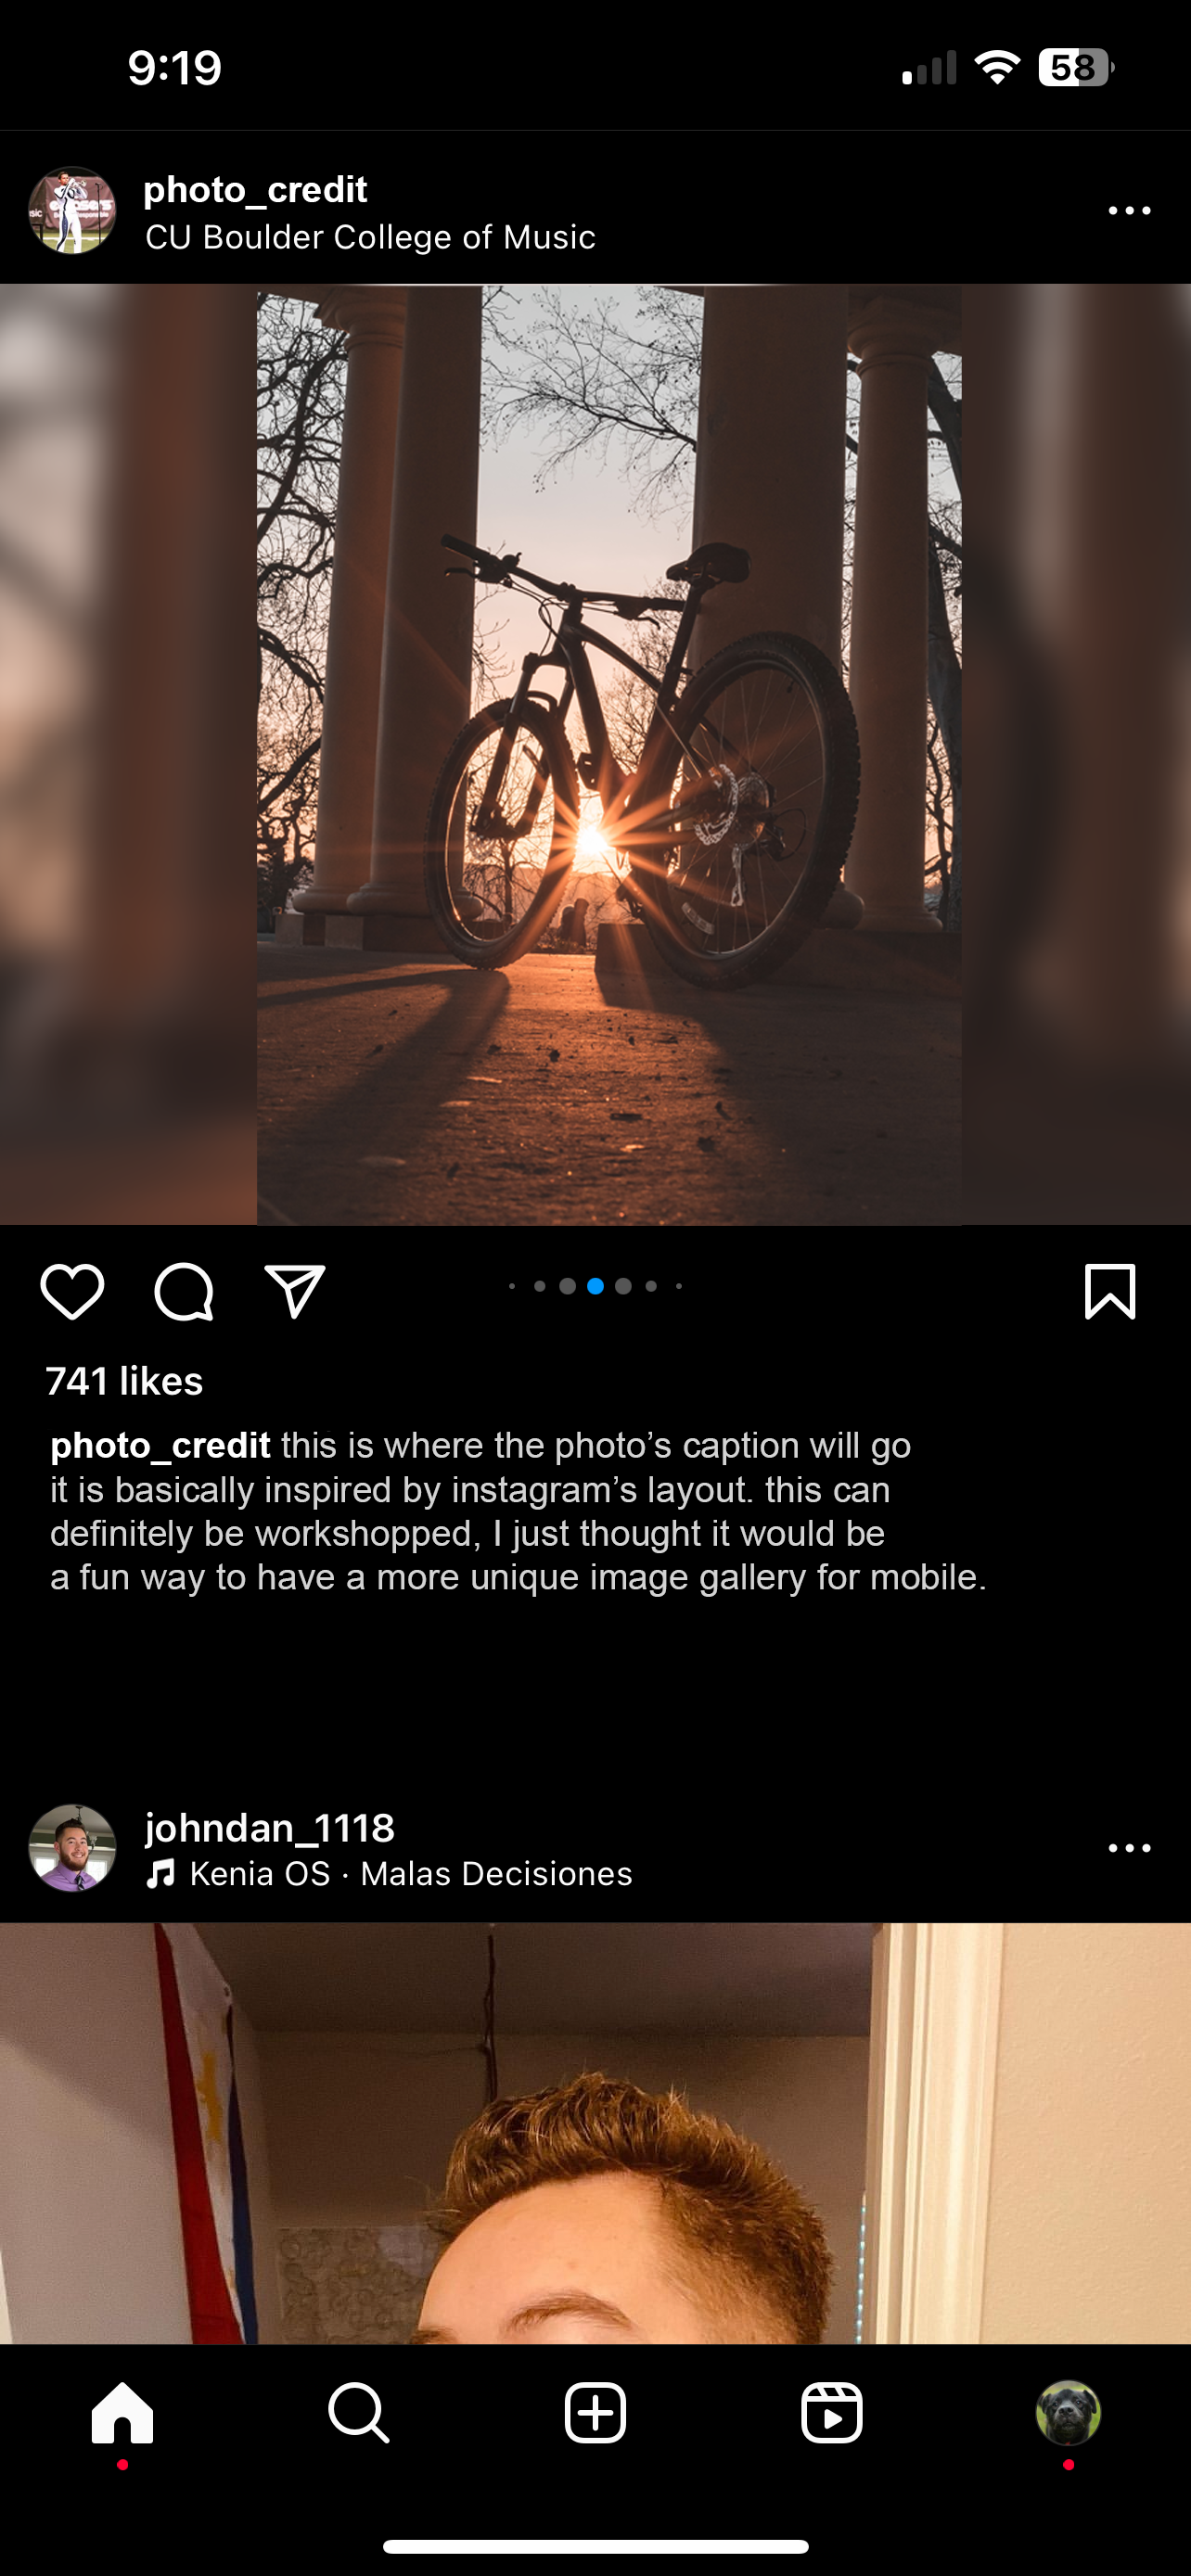 9:19
58
photo_credit
CU Boulder College of Music
741 likes
photo_credit this is where the photo’s caption will go
it is basically inspired by instagram’s layout. this can
definitely be workshopped, I just thought it would be
a fun way to have a more unique image gallery for mobile.
johndan_1118
Kenia OS · Malas Decisiones